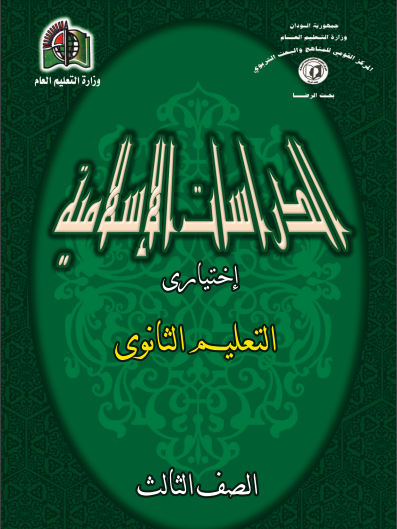 جمهورية السودان
وزارة التعليم العام
المركز القومي للمناهج والبحث التربوي
بخت الرضا
وزارة التعليم العام
الدراسات الإسلامية
إختيارى
التعليم الثانوى
الصف الثالث